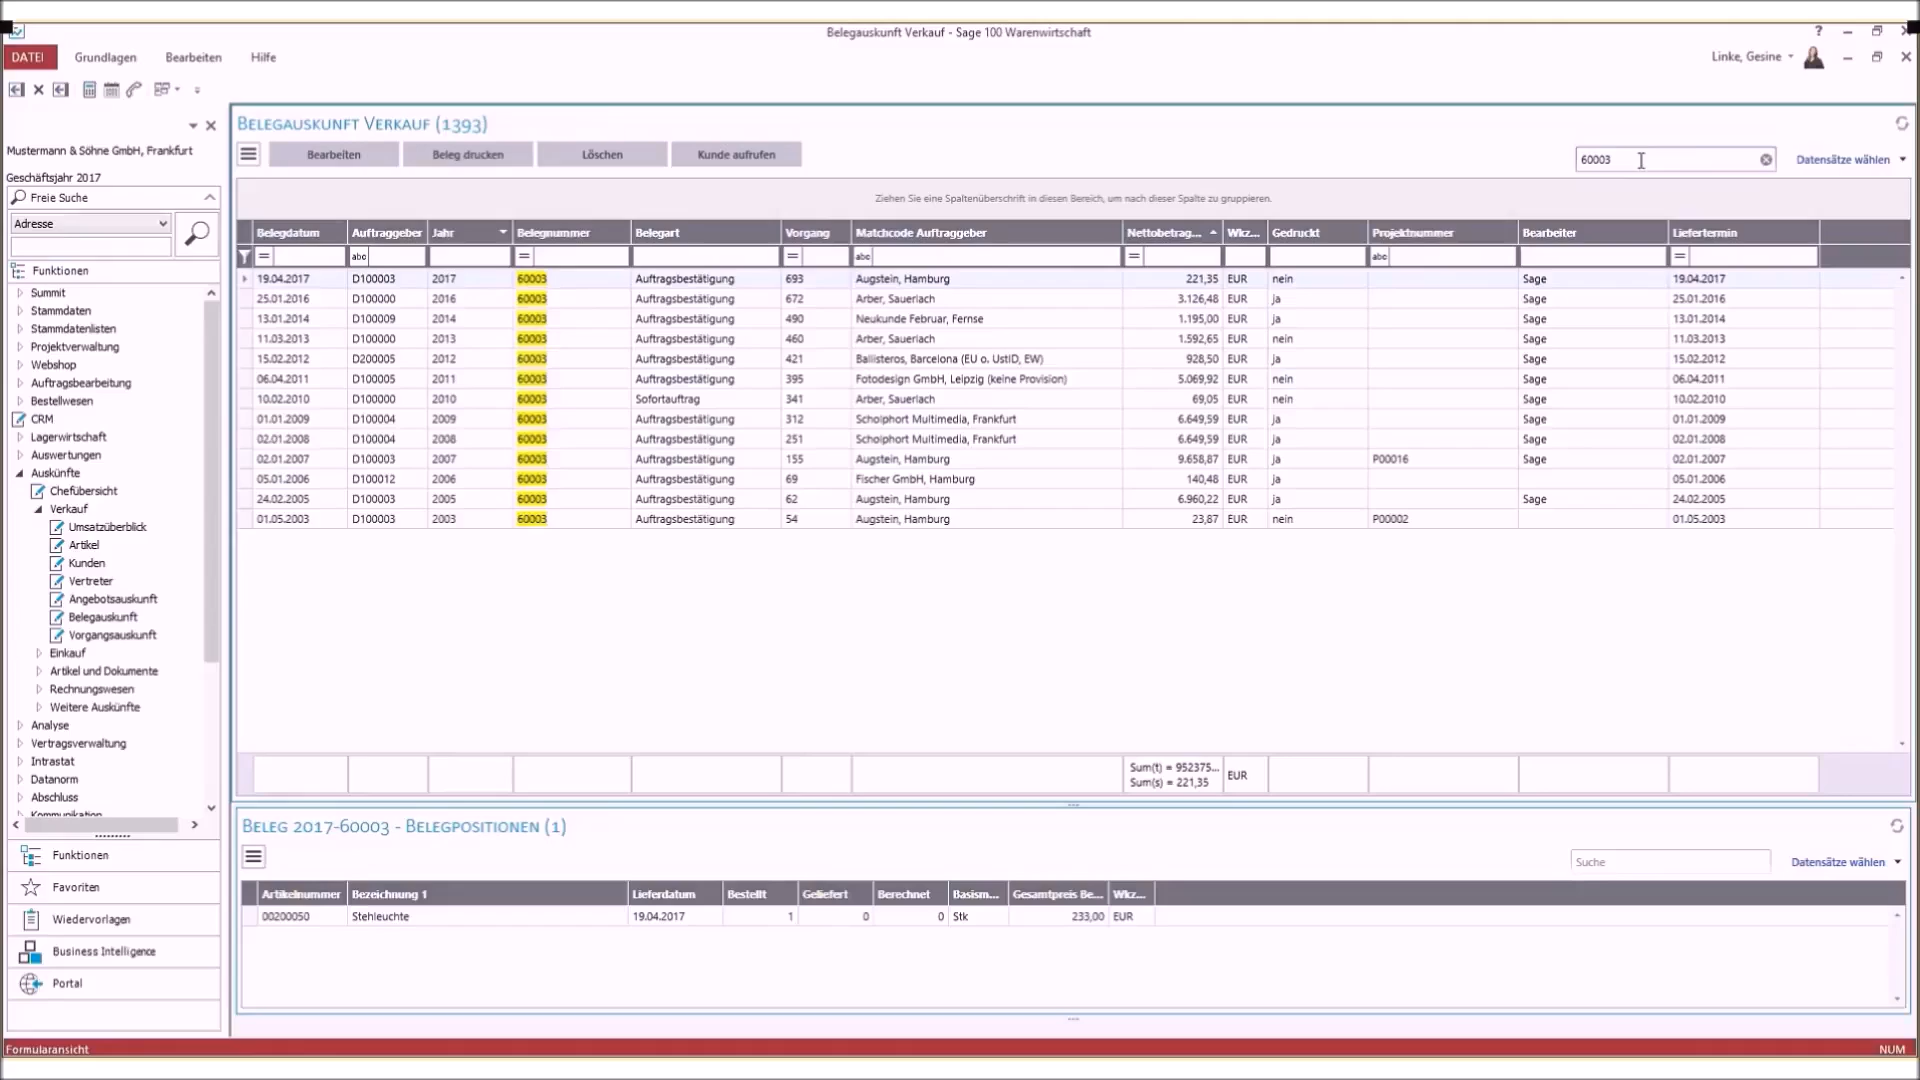 Belegauskunft Verkauf - Sage 100 Warenwirtschaft
?
DATEI Grundlagen Bearbeiten Hilfe
Linke, Gesine
Mustermann & Söhne GmbH, Frankfurt
Geschäftsjahr 2017
Freie Suche
Adresse
Funktionen
Summit
Stammdaten
Stammdatenlisten
Projektverwaltung
Webshop
Auftragsbearbeitung
Bestellwesen
CRM
Lagerwirtschaft
Auswertungen
Auskünfte
Chefübersicht
Verkauf
Umsatzüberblick
Artikel
Kunden
Vertreter
Angebotsauskunft
Belegauskunft
Vorgangsauskunft
Einkauf
Artikel und Dokumente
Rechnungswesen
Weitere Auskünfte
Analyse
Vertragsverwaltung
Intrastat
Datanorm
Abschluss
Kommunikation
Funktionen
Favoriten
Wiedervorlagen
Business Intelligence
Portal
Belegauskunft Verkauf (1393)
Bearbeiten Beleg drucken Löschen Kunde aufrufen
60003 Datensätze wählen
Ziehen Sie eine Spaltenüberschrift in diesen Bereich, um nach dieser Spalte zu gruppieren.
Belegdatum Auftraggeber Jahr Belegnummer Belegart Vorgang Matchcode Auftraggeber Nettobetrag... Wkz... Gedruckt Projektnummer Bearbeiter Liefertermin
= abc = = abc = abc =
19.04.2017 D100003 2017 60003 Auftragsbestätigung 693 Augstein, Hamburg 221,35 EUR nein Sage 19.04.2017
25.01.2016 D100000 2016 60003 Auftragsbestätigung 672 Arber, Sauerlach 3.126,48 EUR ja Sage 25.01.2016
13.01.2014 D100009 2014 60003 Auftragsbestätigung 490 Neukunde Februar, Fernse 1.195,00 EUR ja Sage 13.01.2014
11.03.2013 D100000 2013 60003 Auftragsbestätigung 460 Arber, Sauerlach 1.592,65 EUR nein Sage 11.03.2013
15.02.2012 D200005 2012 60003 Auftragsbestätigung 421 Ballisteros, Barcelona (EU o. UstID, EW) 928,50 EUR ja Sage 15.02.2012
06.04.2011 D100005 2011 60003 Auftragsbestätigung 395 Fotodesign GmbH, Leipzig (keine Provision) 5.069,92 EUR nein Sage 06.04.2011
10.02.2010 D100000 2010 60003 Sofortauftrag 341 Arber, Sauerlach 69,05 EUR nein Sage 10.02.2010
01.01.2009 D100004 2009 60003 Auftragsbestätigung 312 Scholphort Multimedia, Frankfurt 6.649,59 EUR ja Sage 01.01.2009
02.01.2008 D100004 2008 60003 Auftragsbestätigung 251 Scholphort Multimedia, Frankfurt 6.649,59 EUR ja Sage 02.01.2008
02.01.2007 D100003 2007 60003 Auftragsbestätigung 155 Augstein, Hamburg 9.658,87 EUR ja P00016 Sage 02.01.2007
05.01.2006 D100012 2006 60003 Auftragsbestätigung 69 Fischer GmbH, Hamburg 140,48 EUR ja 05.01.2006
24.02.2005 D100003 2005 60003 Auftragsbestätigung 62 Augstein, Hamburg 6.960,22 EUR ja Sage 24.02.2005
01.05.2003 D100003 2003 60003 Auftragsbestätigung 54 Augstein, Hamburg 23,87 EUR nein P00002 01.05.2003
Sum(t) = 952375... EUR
Sum(s) = 221,35
Beleg 2017-60003 - Belegpositionen (1)
Suche Datensätze wählen
Artikelnummer Bezeichnung 1 Lieferdatum Bestellt Geliefert Berechnet Basism... Gesamtpreis Be... Wkz...
00200050 Stehleuchte 19.04.2017 1 0 0 Stk 233,00 EUR
Formularansicht NUM